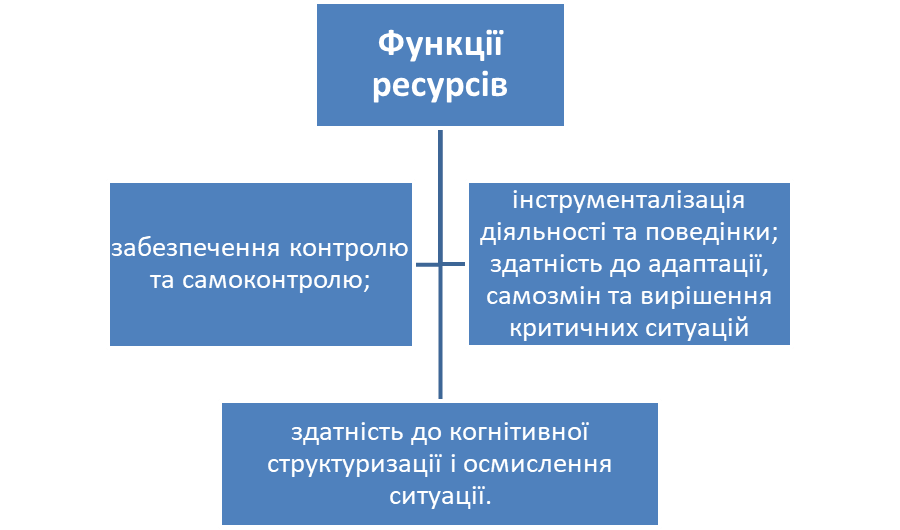 Функції
ресурсів
забезпечення контролю
та самоконтролю;
інструменталізація
діяльності та поведінки;
здатність до адаптації,
самозмін та вирішення
критичних ситуацій
здатність до когнітивної
структуризації і осмислення
ситуації.